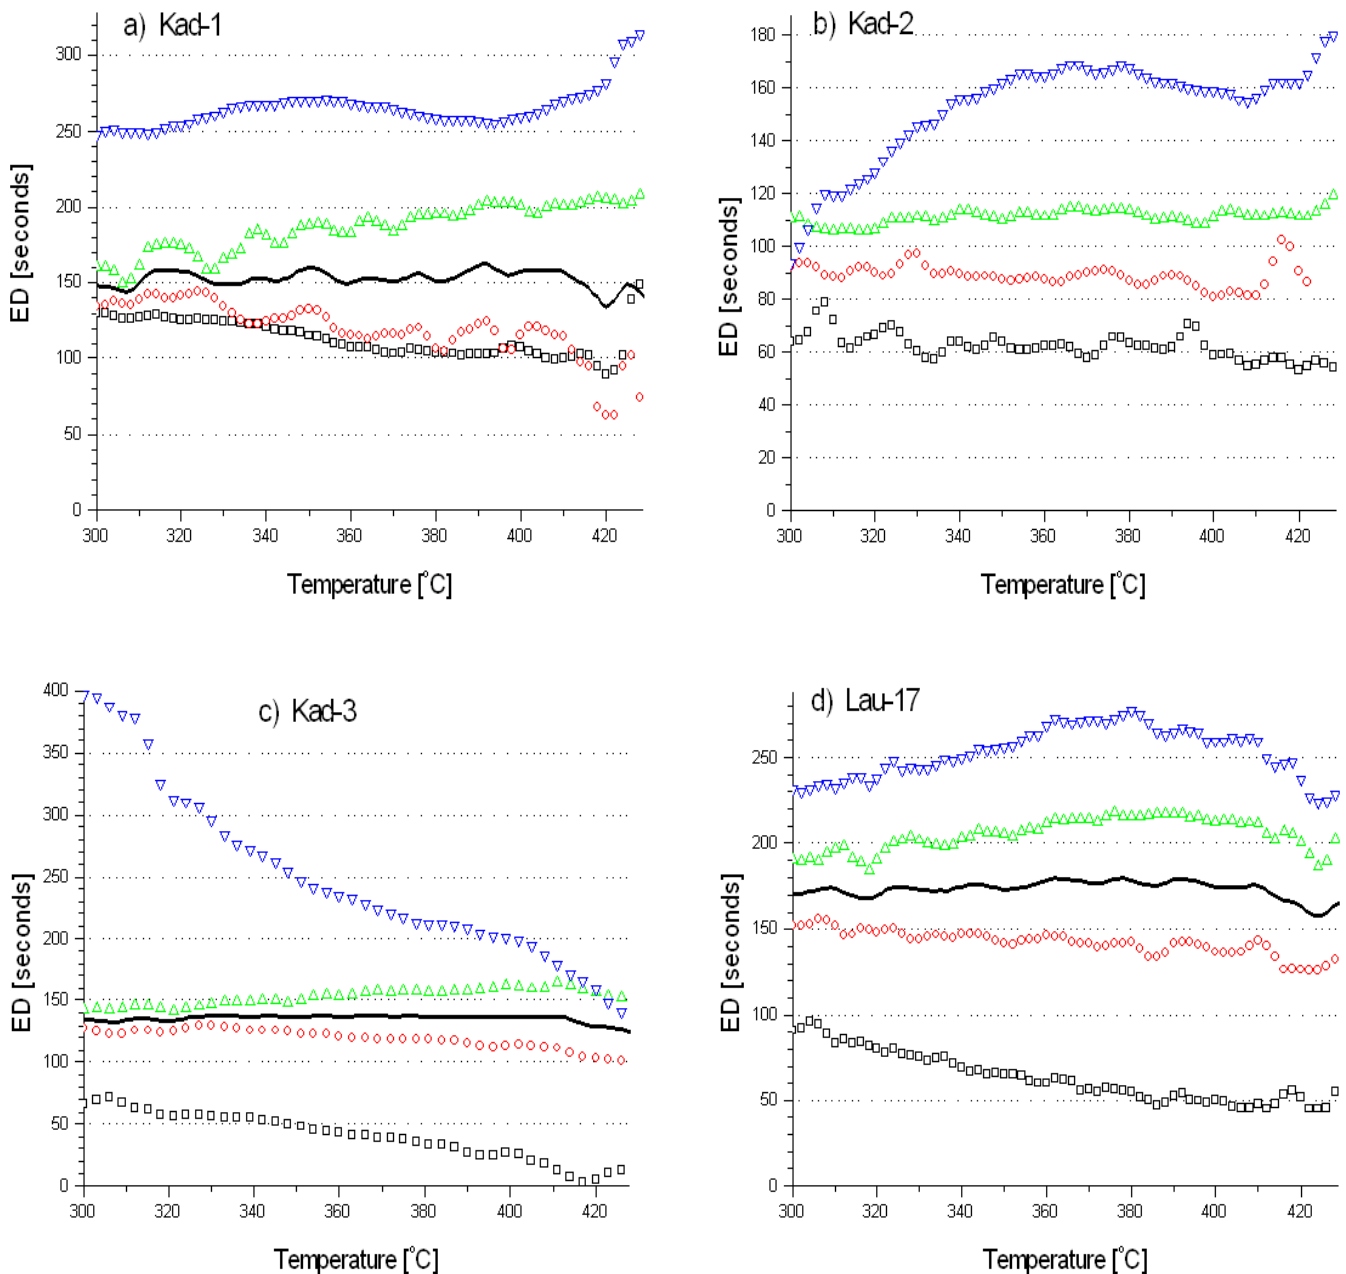 a) Kad-1
ED [seconds]
300
250
200
150
100
50
0
300 320 340 360 380 400 420
Temperature [°C]
b) Kad-2
ED [seconds]
180
160
140
120
100
80
60
40
20
0
300 320 340 360 380 400 420
Temperature [°C]
c) Kad-3
ED [seconds]
400
350
300
250
200
150
100
50
0
300 320 340 360 380 400 420
Temperature [°C]
d) Lau-17
ED [seconds]
250
200
150
100
50
0
300 320 340 360 380 400 420
Temperature [°C]